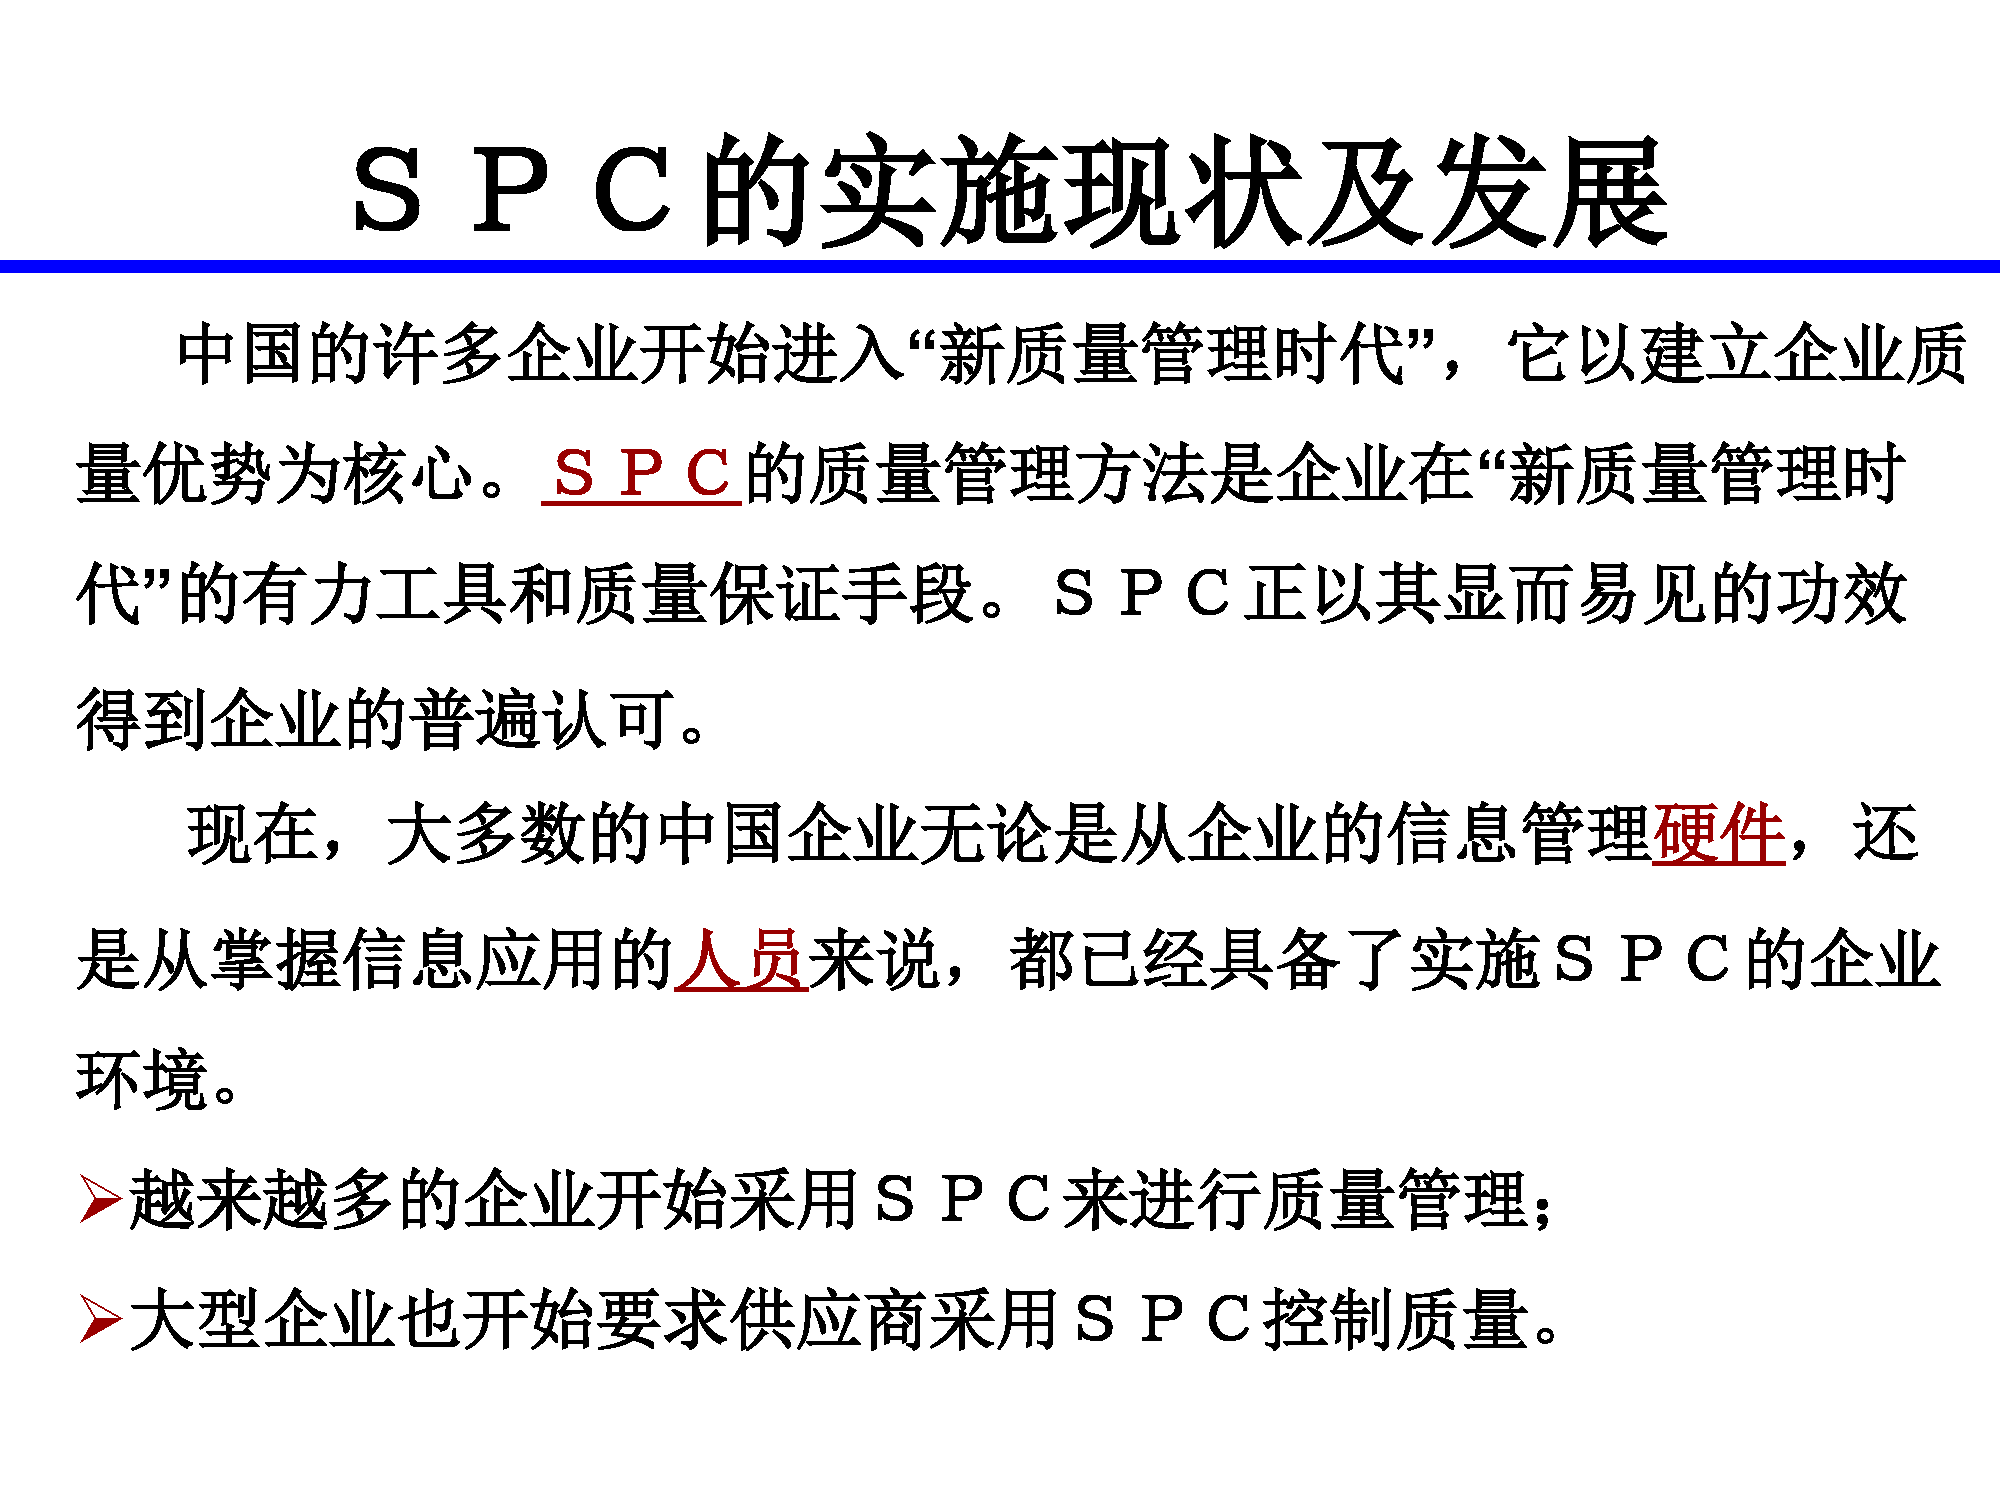 ＳＰＣ的实施现状及发展
中国的许多企业开始进入“新质量管理时代”，它以建立企业质
量优势为核心。ＳＰＣ的质量管理方法是企业在“新质量管理时
代”的有力工具和质量保证手段。ＳＰＣ正以其显而易见的功效
得到企业的普遍认可。
现在，大多数的中国企业无论是从企业的信息管理硬件，还
是从掌握信息应用的人员来说，都已经具备了实施ＳＰＣ的企业
环境。
➢越来越多的企业开始采用ＳＰＣ来进行质量管理；
➢大型企业也开始要求供应商采用ＳＰＣ控制质量。